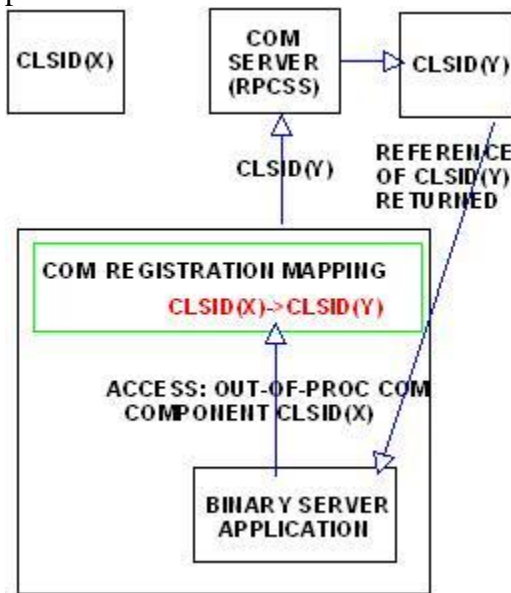 CLSID(X)
COM
SERVER
(RPCSS)
CLSID(Y)
CLSID(Y)
REFERENCE
OF CLSID(Y)
RETURNED
COM REGISTRATION MAPPING
CLSID(X)->CLSID(Y)
ACCESS: OUT-OF-PROC COM
COMPONENT CLSID(X)
BINARY SERVER
APPLICATION